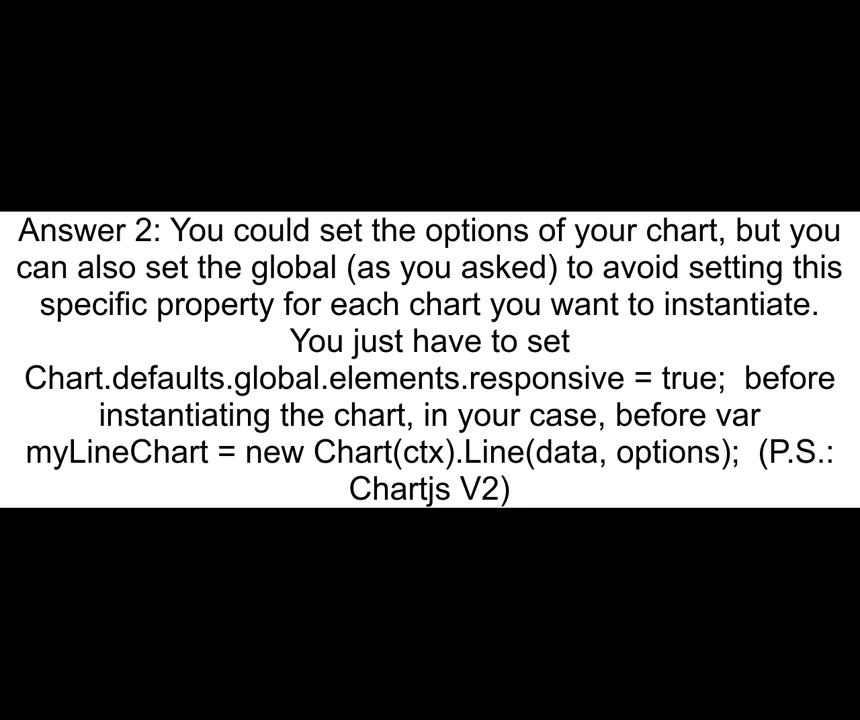 Answer 2: You could set the options of your chart, but you
can also set the global (as you asked) to avoid setting this
specific property for each chart you want to instantiate.
You just have to set
Chart.defaults.global.elements.responsive = true;  before
instantiating the chart, in your case, before var
myLineChart = new Chart(ctx).Line(data, options);  (P.S.:
Chartjs V2)